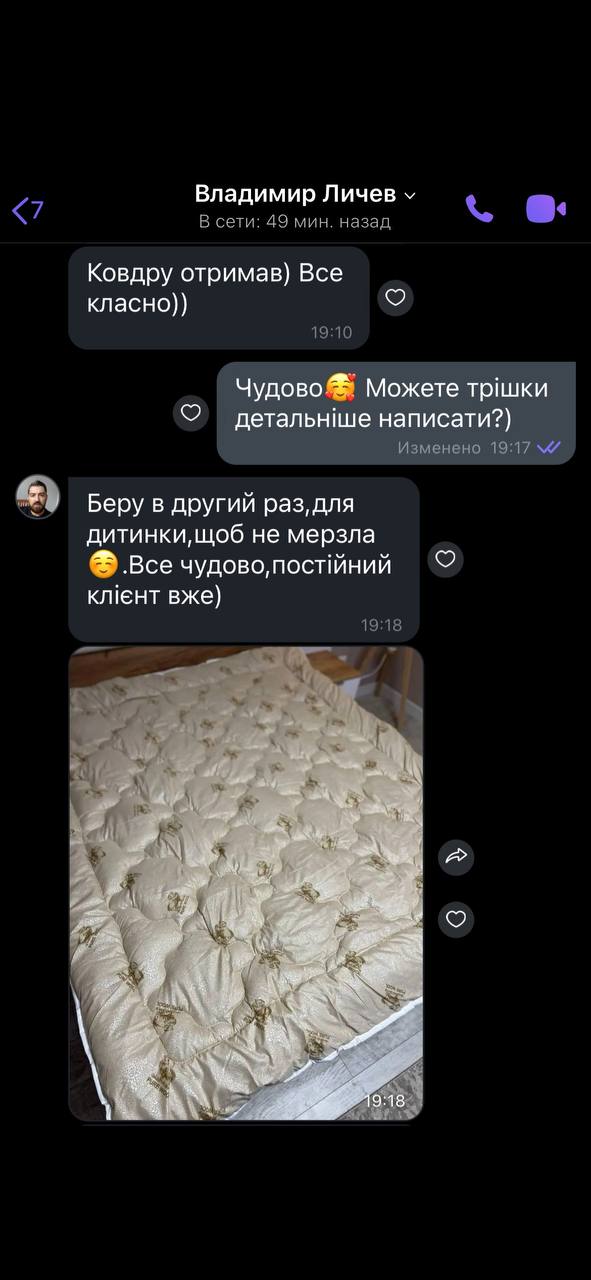 7
Владимир Личев
В сети: 49 мин. назад
Ковдру отримав) Все
класно))
19:10
Чудово🥰 Можете трішки
детальніше написати?)
Изменено 19:17
Беру в другий раз,для
дитинки,щоб не мерзла
☺️.Все чудово,постійний
клієнт вже)
19:18
19:18